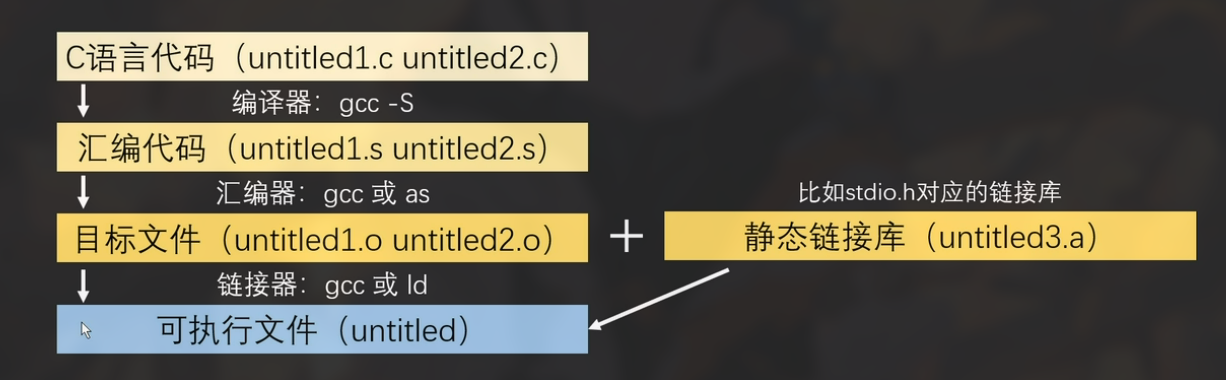 C语言代码（untitled1.c untitled2.c）
编译器：gcc -S
汇编代码（untitled1.s untitled2.s）
汇编器：gcc 或 as
目标文件（untitled1.o untitled2.o）
+
比如stdio.h对应的链接库
静态链接库（untitled3.a）
链接器：gcc 或 ld
可执行文件（untitled）